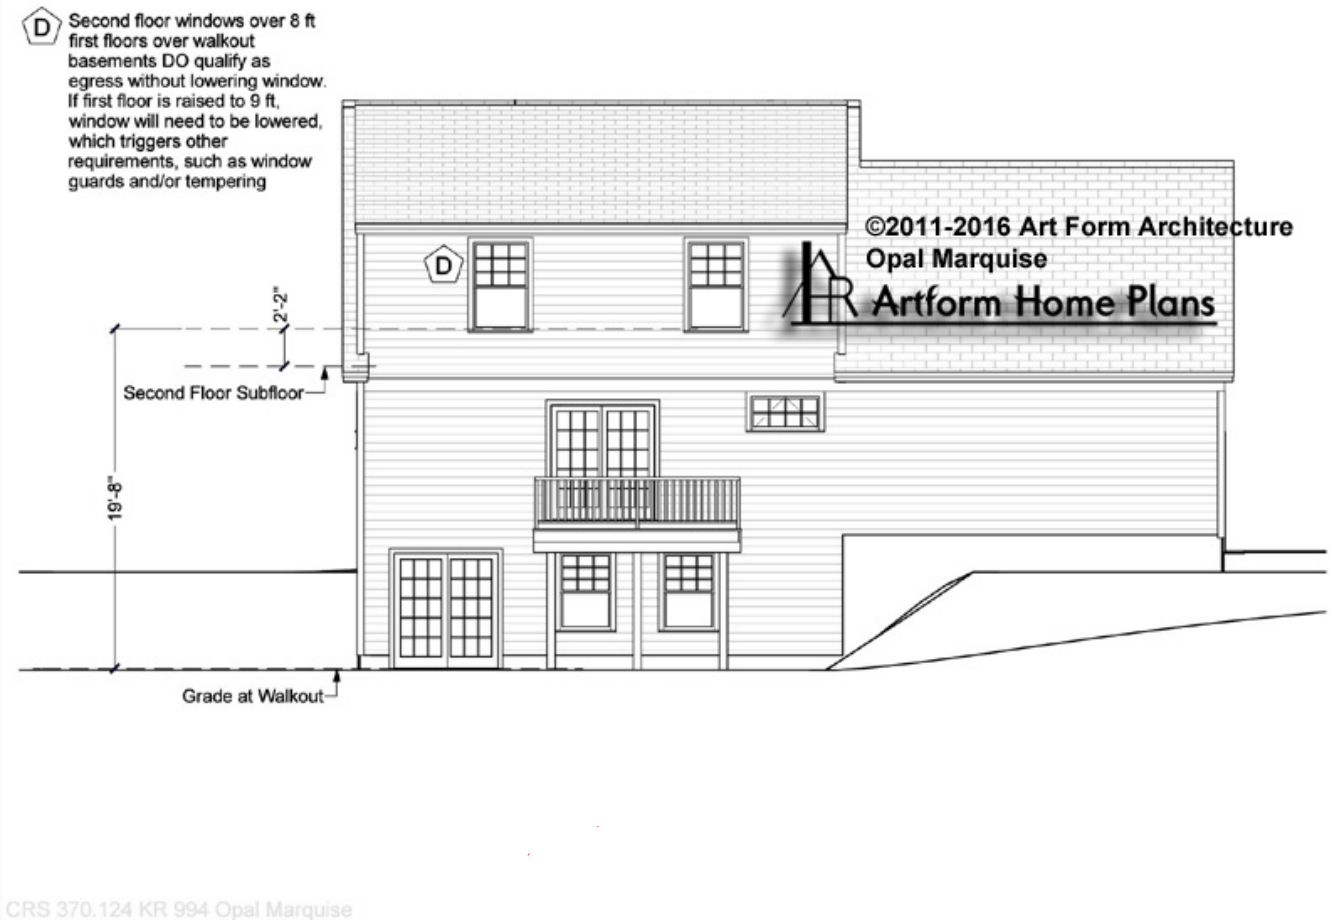 D
Second floor windows over 8 ft
first floors over walkout
basements DO qualify as
egress without lowering window.
If first floor is raised to 9 ft,
window will need to be lowered,
which triggers other
requirements, such as window
guards and/or tempering
©2011-2016 Art Form Architecture
Opal Marquise
Artform Home Plans
D
2'-2"
Second Floor Subfloor
19'-8"
Grade at Walkout
CRS 370.124 KR 994 Opal Marquise